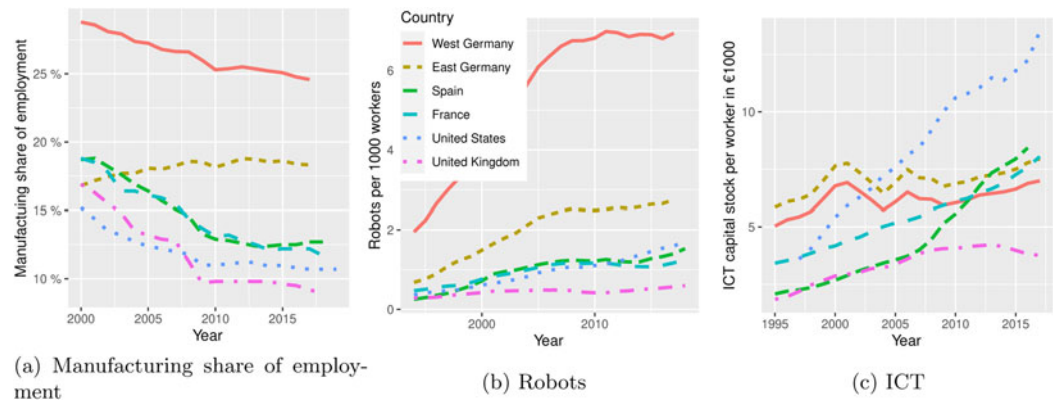 Manufactuing share of employment
25 %
20 %
15 %
10 %
2000
2005
2010
2015
Year
(a) Manufacturing share of employ-
ment
Country
West Germany
East Germany
Spain
France
United States
United Kingdom
Robots per 1000 workers
6
4
2
0
2000
2010
Year
(b) Robots
ICT capital stock per worker in €1000
10
5
1995
2000
2005
2010
2015
Year
(c) ICT